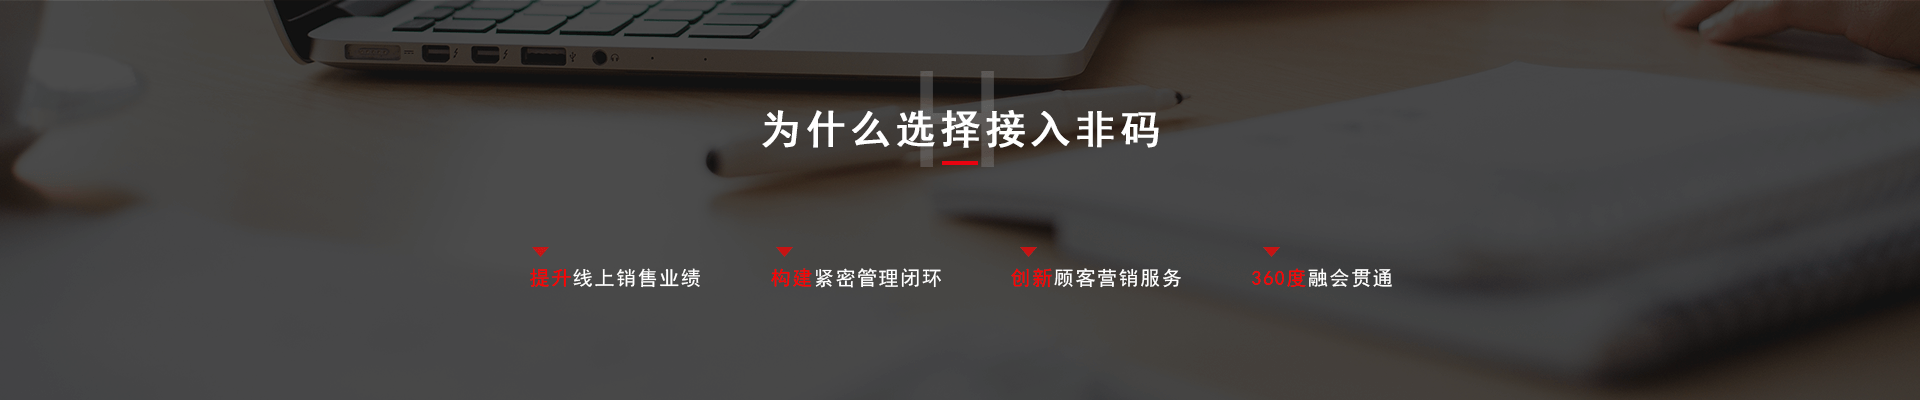 为什么选择接入非码
提升线上销售业绩
构建紧密管理闭环
创新顾客营销服务
360度融会贯通